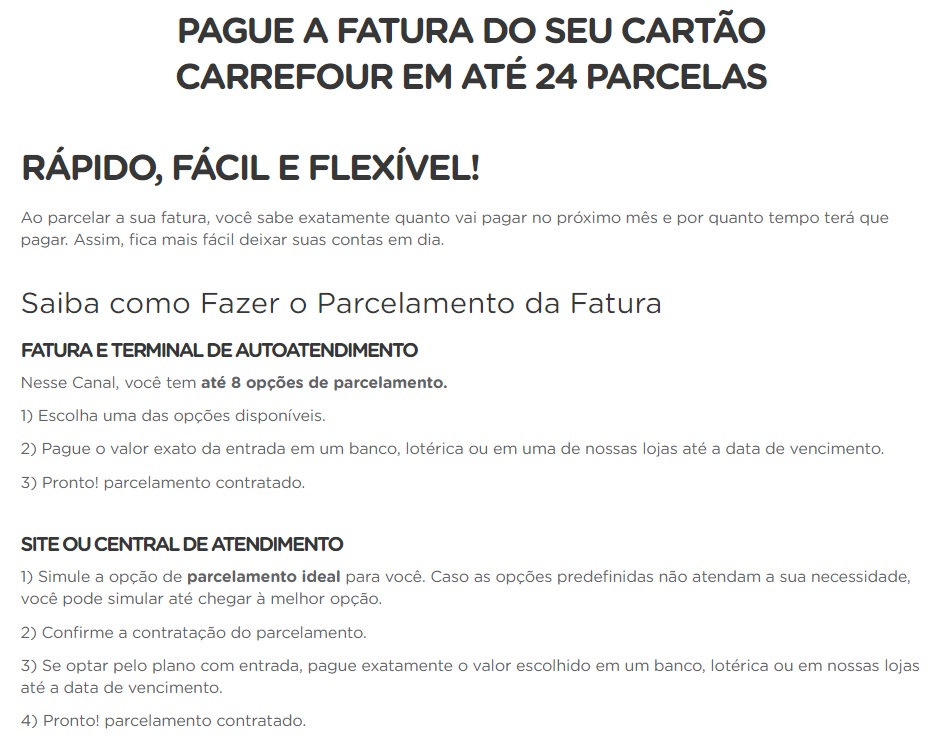 PAGUE A FATURA DO SEU CARTÃO
CARREFOUR EM ATÉ 24 PARCELAS
RÁPIDO, FÁCIL E FLEXÍVEL!
Ao parcelar a sua fatura, você sabe exatamente quanto vai pagar no próximo mês e por quanto tempo terá que
pagar. Assim, fica mais fácil deixar suas contas em dia.
Saiba como Fazer o Parcelamento da Fatura
FATURA E TERMINAL DE AUTOATENDIMENTO
Nesse Canal, você tem até 8 opções de parcelamento.
1) Escolha uma das opções disponíveis.
2) Pague o valor exato da entrada em um banco, lotérica ou em uma de nossas lojas até a data de vencimento.
3) Pronto! parcelamento contratado.
SITE OU CENTRAL DE ATENDIMENTO
1) Simule a opção de parcelamento ideal para você. Caso as opções predefinidas não atendam a sua necessidade,
você pode simular até chegar à melhor opção.
2) Confirme a contratação do parcelamento.
3) Se optar pelo plano com entrada, pague exatamente o valor escolhido em um banco, lotérica ou em nossas lojas
até a data de vencimento.
4) Pronto! parcelamento contratado.